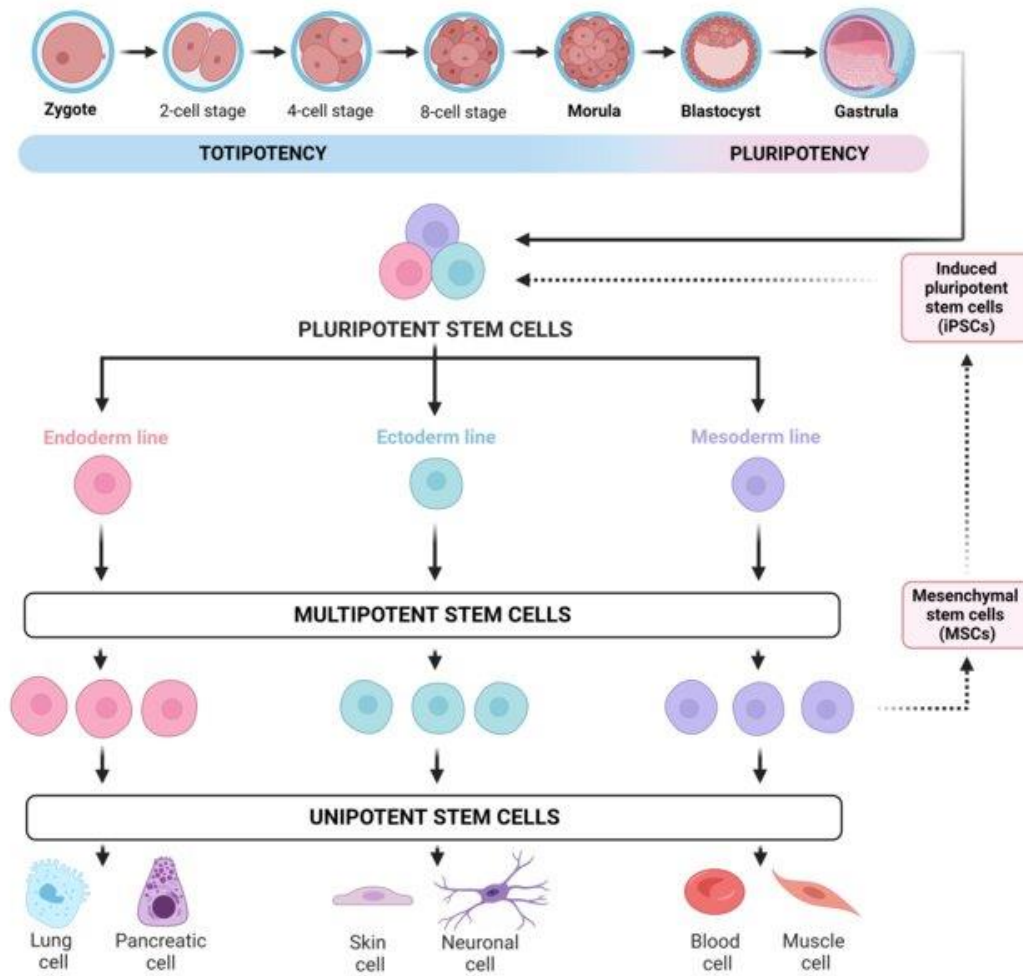 Zygote
2-cell stage
4-cell stage
8-cell stage
Morula
Blastocyst
Gastrula
TOTIPOTENCY
PLURIPOTENCY
Induced
pluripotent
stem cells
(iPSCs)
PLURIPOTENT STEM CELLS
Endoderm line
Ectoderm line
Mesoderm line
Mesenchymal
stem cells
(MSCs)
MULTIPOTENT STEM CELLS
UNIPOTENT STEM CELLS
Lung
cell
Pancreatic
cell
Skin
cell
Neuronal
cell
Blood
cell
Muscle
cell